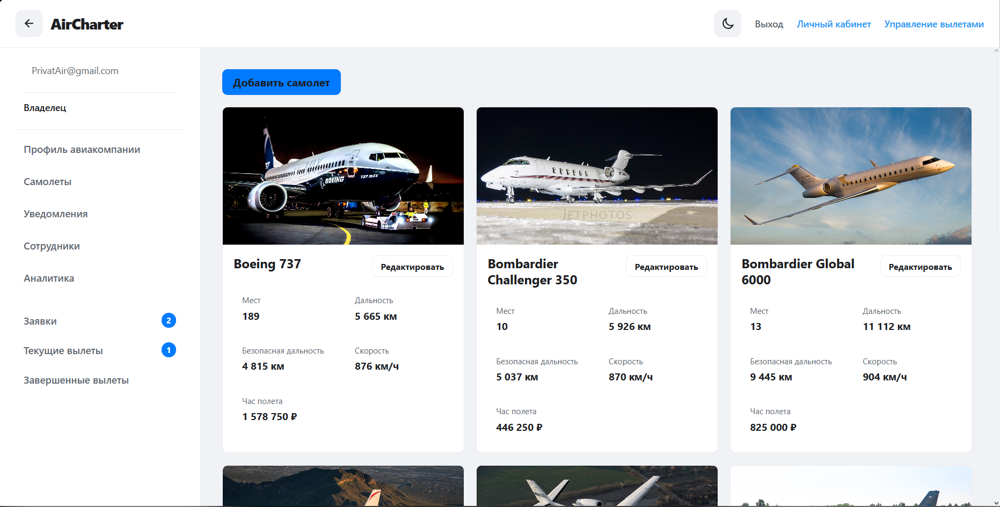 AirCharter
Выход
Личный кабинет
Управление вылетами
PrivatAir@gmail.com
Владелец
Профиль авиакомпании
Самолеты
Уведомления
Сотрудники
Аналитика
Заявки
2
Текущие вылеты
1
Завершенные вылеты
Добавить самолет
BOEING
737 MAX
Boeing 737
Редактировать
Мест
189
Дальность
5 665 км
Безопасная дальность
4 815 км
Скорость
876 км/ч
Час полета
1 578 750 ₽
JETPHOTOS
Bombardier
Challenger 350
Редактировать
Мест
10
Дальность
5 926 км
Безопасная дальность
5 037 км
Скорость
870 км/ч
Час полета
446 250 ₽
Bombardier Global
6000
Редактировать
Мест
13
Дальность
11 112 км
Безопасная дальность
9 445 км
Скорость
904 км/ч
Час полета
825 000 ₽